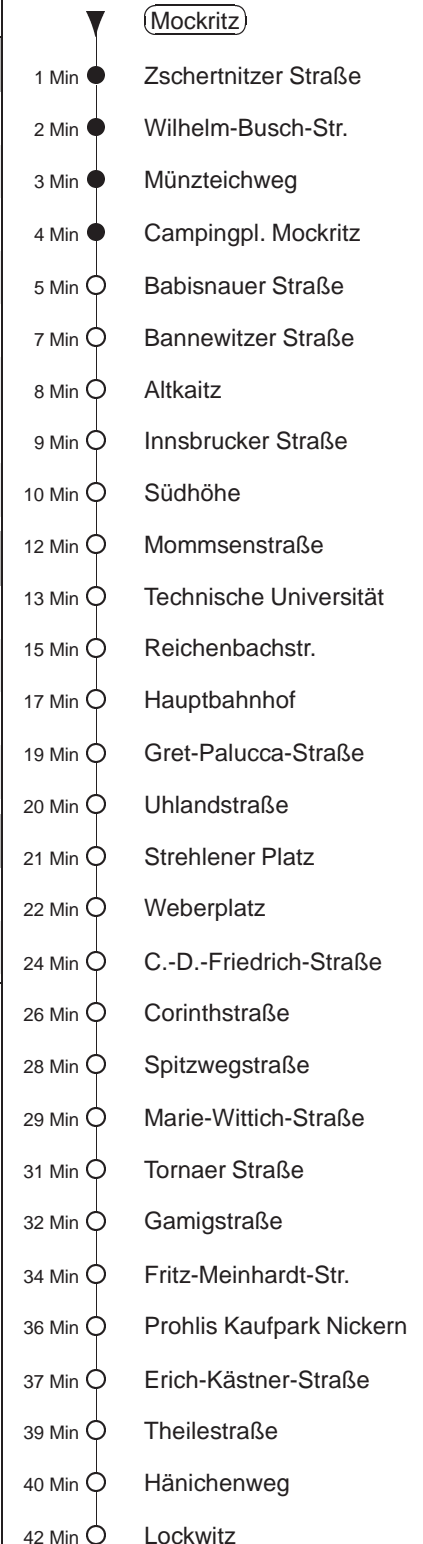 Mockritz
1 Min Zschertnitzer Straße
2 Min Wilhelm-Busch-Str.
3 Min Münzteichweg
4 Min Campingpl. Mockritz
5 Min Babisnauer Straße
7 Min Bannewitzer Straße
8 Min Altkaitz
9 Min Innsbrucker Straße
10 Min Südhöhe
12 Min Mommsenstraße
13 Min Technische Universität
15 Min Reichenbachstr.
17 Min Hauptbahnhof
19 Min Gret-Palucca-Straße
20 Min Uhlandstraße
21 Min Strehlener Platz
22 Min Weberplatz
24 Min C.-D.-Friedrich-Straße
26 Min Corinthstraße
28 Min Spitzwegstraße
29 Min Marie-Wittich-Straße
31 Min Tornaer Straße
32 Min Gamigstraße
34 Min Fritz-Meinhardt-Str.
36 Min Prohlis Kaufpark Nickern
37 Min Erich-Kästner-Straße
39 Min Theilestraße
40 Min Hänichenweg
42 Min Lockwitz